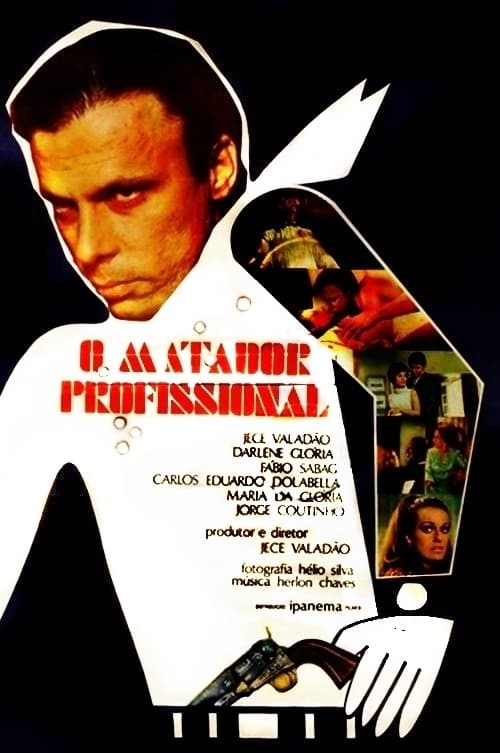 O MATADOR
PROFISSIONAL
JECE VALADÃO
DARLENE GLÓRIA
FÁBIO SABAG
CARLOS EDUARDO DOLABELLA
MARIA DA GLÓRIA
JORGE COUTINHO
produtor e diretor
JECE VALADÃO
fotografia hélio silva
música herlon chaves
ipanema